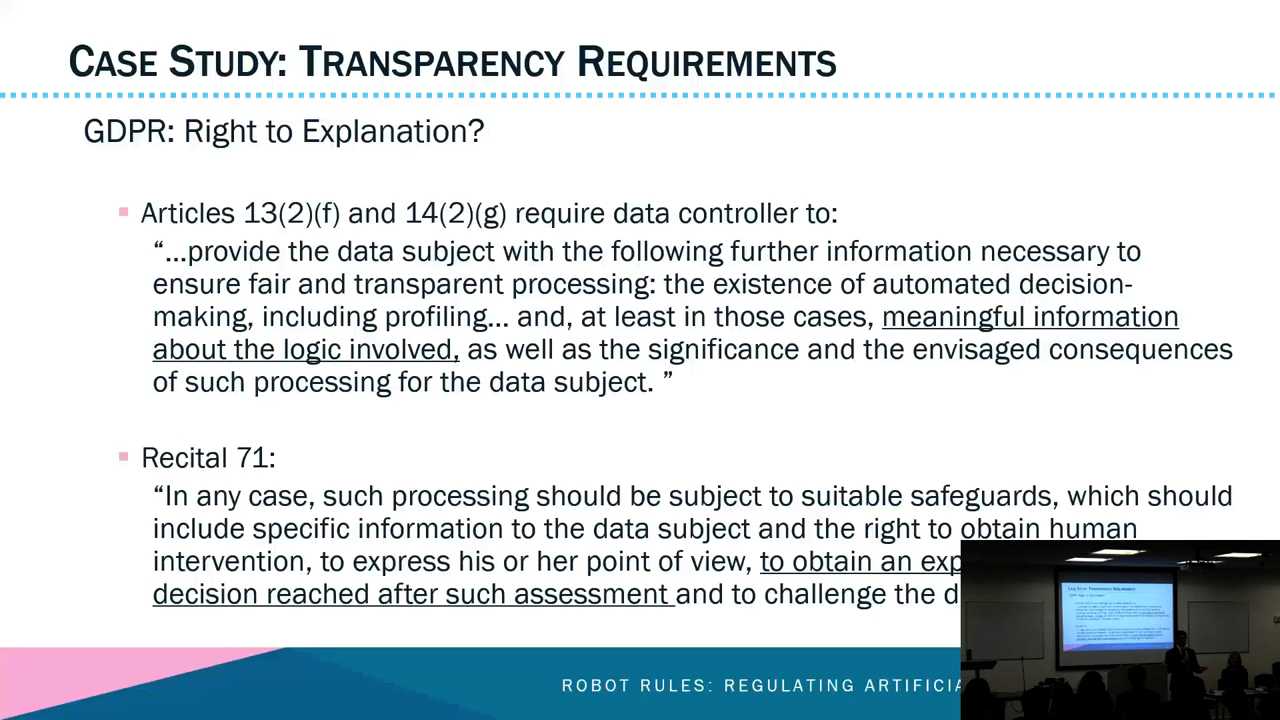 CASE STUDY: TRANSPARENCY REQUIREMENTS
GDPR: Right to Explanation?
Articles 13(2)(f) and 14(2)(g) require data controller to:
“…provide the data subject with the following further information necessary to
ensure fair and transparent processing: the existence of automated decision-
making, including profiling… and, at least in those cases, meaningful information
about the logic involved, as well as the significance and the envisaged consequences
of such processing for the data subject. ”
Recital 71:
“In any case, such processing should be subject to suitable safeguards, which should
include specific information to the data subject and the right to obtain human
intervention, to express his or her point of view, to obtain an
decision reached after such assessment and to challenge the
ROBOT RULES: REGULATING
CASE STUDY: TRANSPARENCY REQUIREMENTS